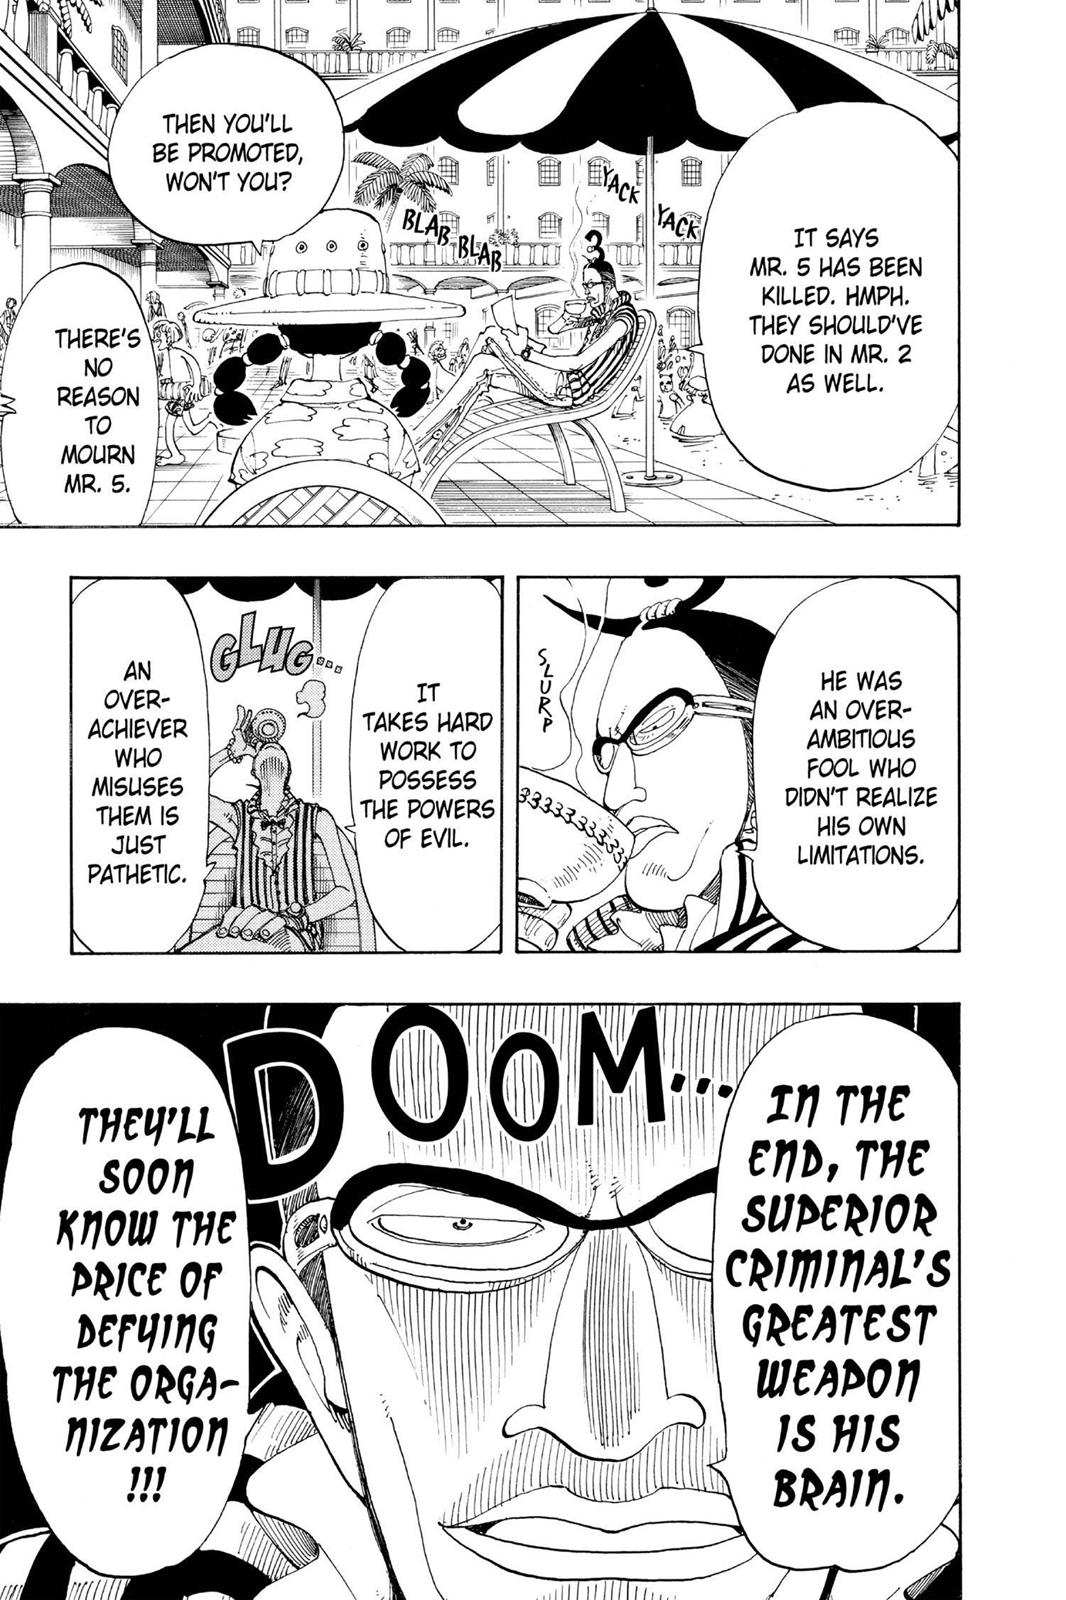 IT SAYS
MR. 5 HAS BEEN
KILLED. HMPH.
THEY SHOULD'VE
DONE IN MR. 2
AS WELL.
YACK
YACK
BLAB
BLAB
THEN YOU'LL
BE PROMOTED,
WON'T YOU?
THERE'S
NO
REASON
TO
MOURN
MR. 5.
HE WAS
AN OVER-
AMBITIOUS
FOOL WHO
DIDN'T REALIZE
HIS OWN
LIMITATIONS.
SLURP
IT
TAKES HARD
WORK TO
POSSESS
THE POWERS
OF EVIL.
GLUG...
AN
OVER-
ACHIEVER
WHO
MISUSES
THEM IS
JUST
PATHETIC.
IN THE
END, THE
SUPERIOR
CRIMINAL'S
GREATEST
WEAPON
IS HIS
BRAIN.
DOOM...
THEY'LL
SOON
KNOW THE
PRICE OF
DEFYING
THE ORGA-
NIZATION
!!!